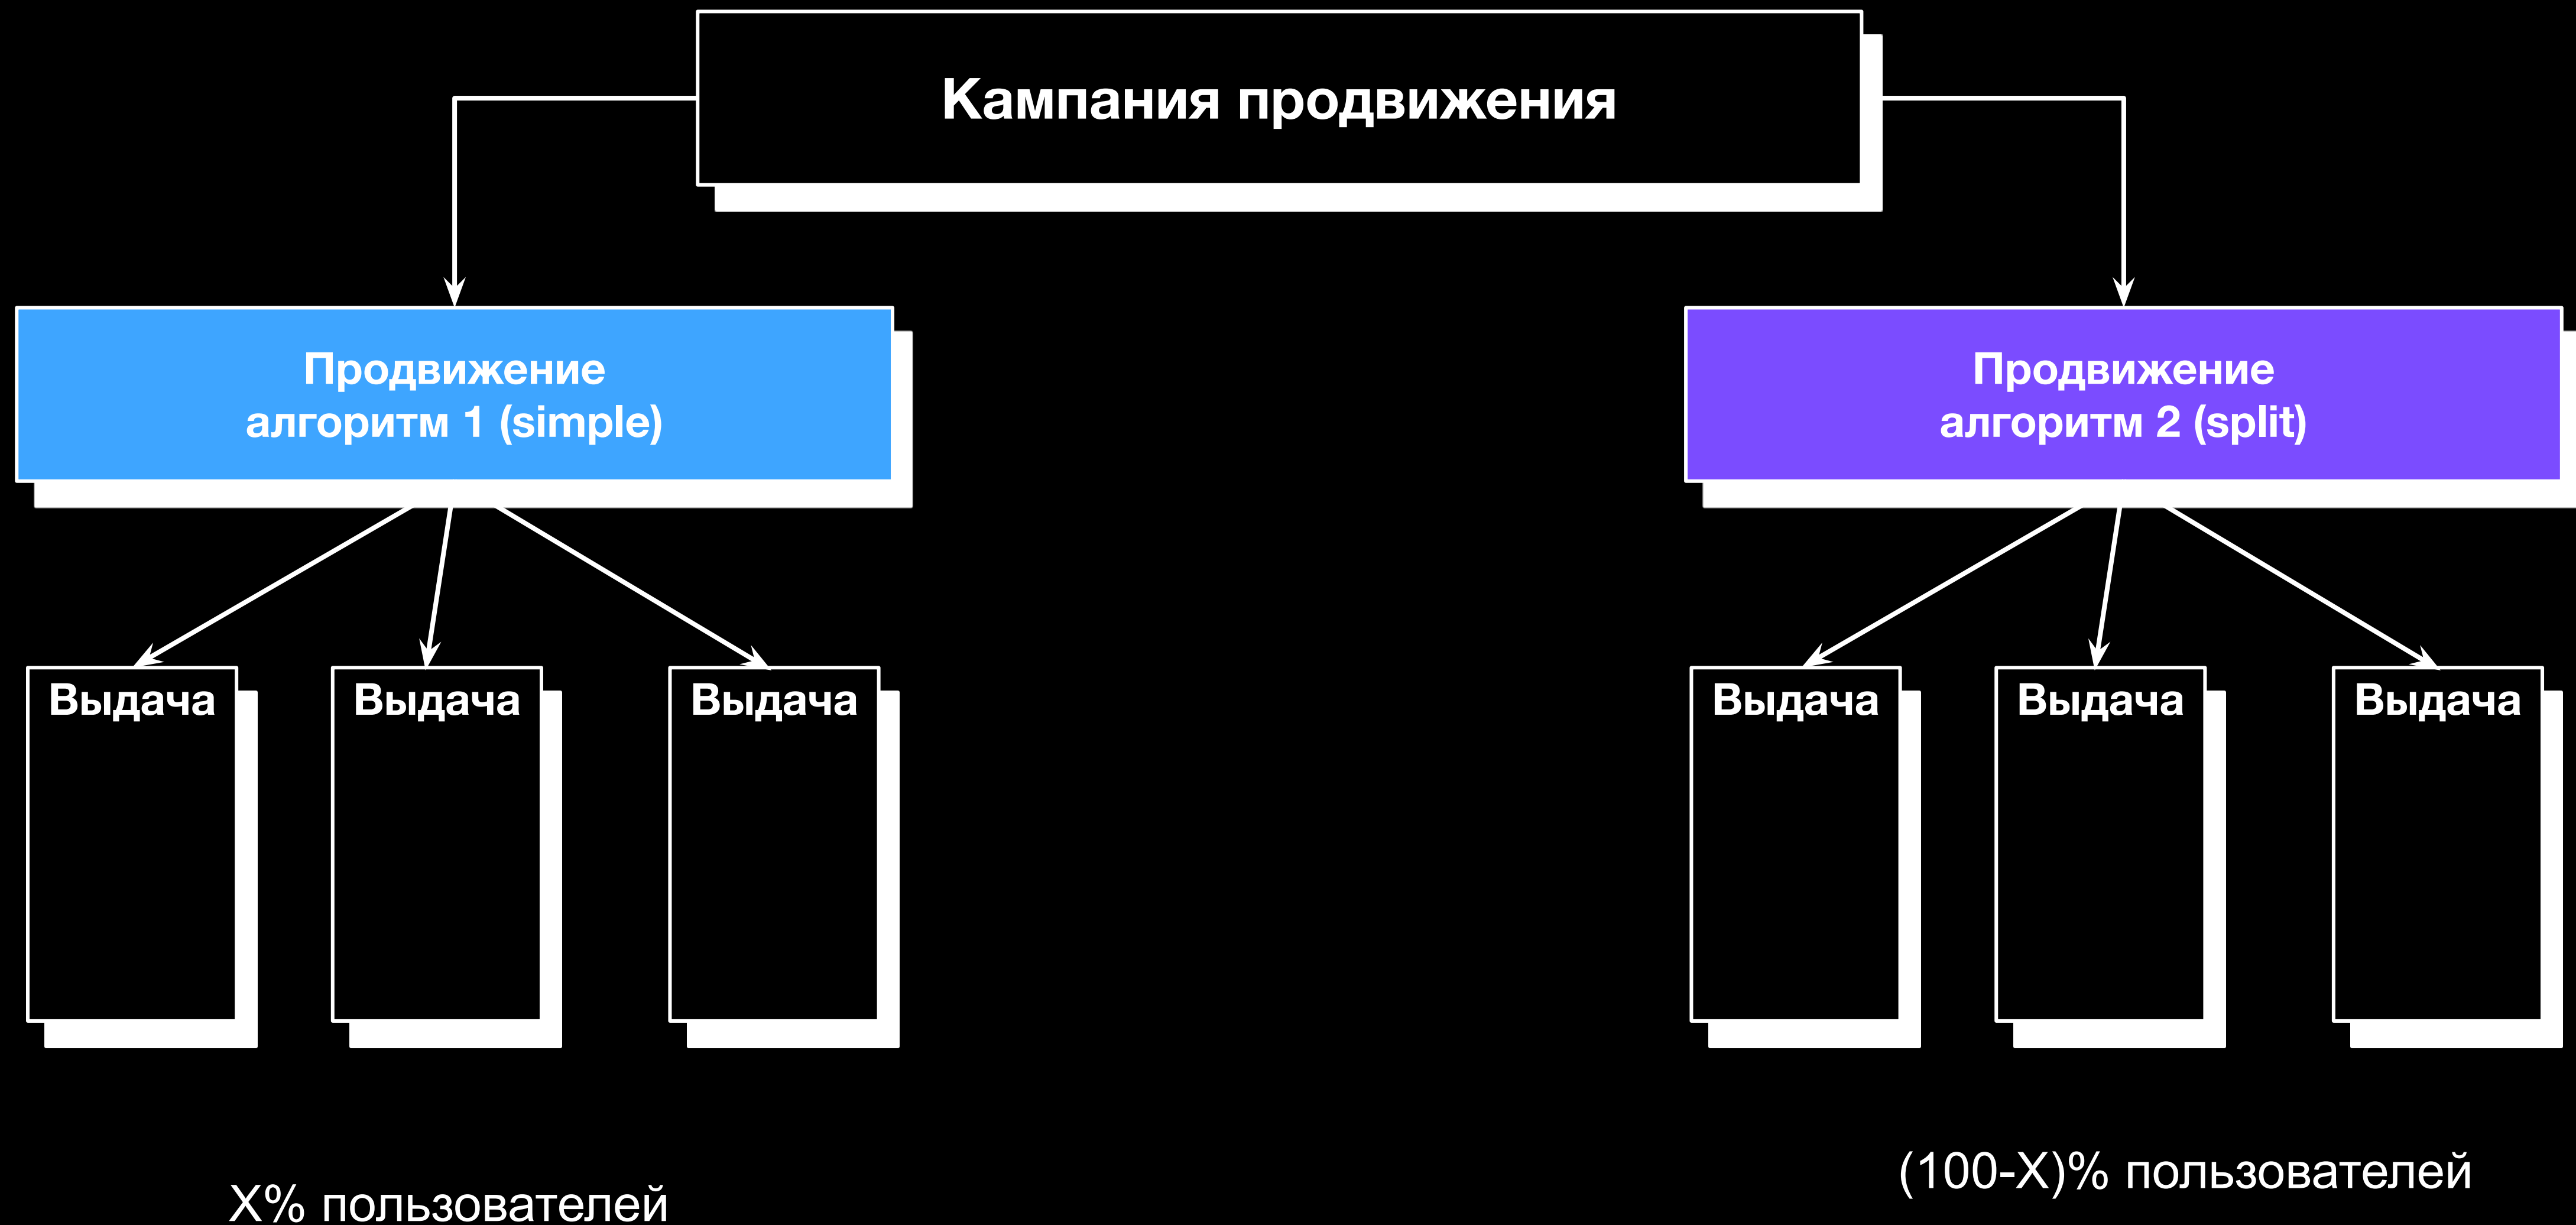 Кампания продвижения
Продвижение
алгоритм 1 (simple)
Продвижение
алгоритм 2 (split)
Выдача
Выдача
Выдача
Выдача
Выдача
Выдача
X% пользователей
(100-X)% пользователей